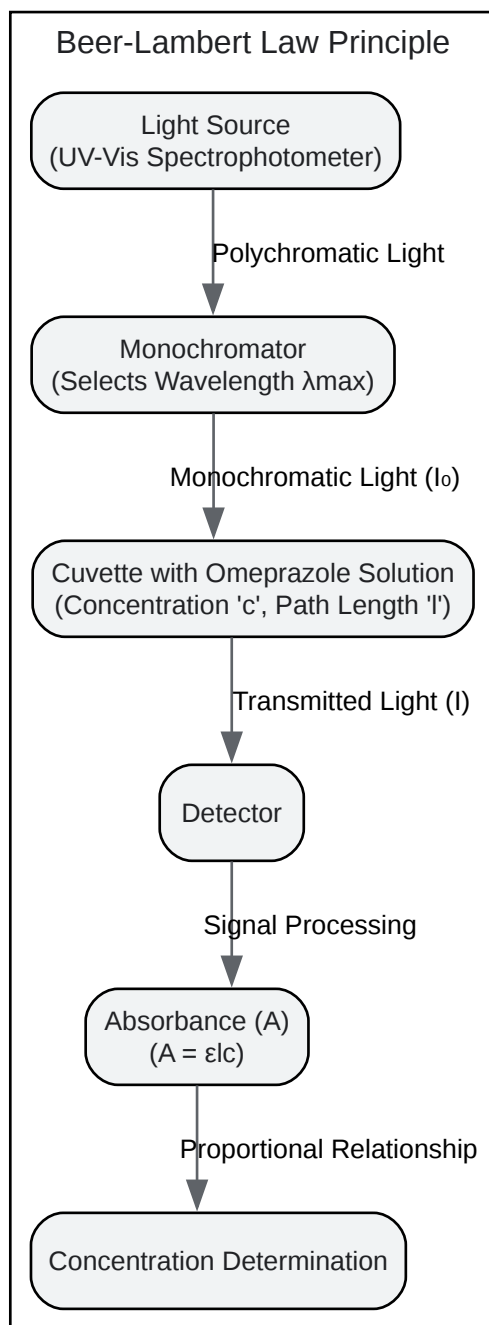 Beer-Lambert Law Principle
Light Source
(UV-Vis Spectrophotometer)
Polychromatic Light
Monochromator
(Selects Wavelength λmax)
Monochromatic Light (I₀)
Cuvette with Omeprazole Solution
(Concentration 'c', Path Length 'l')
Transmitted Light (I)
Detector
Signal Processing
Absorbance (A)
(A = εlc)
Proportional Relationship
Concentration Determination